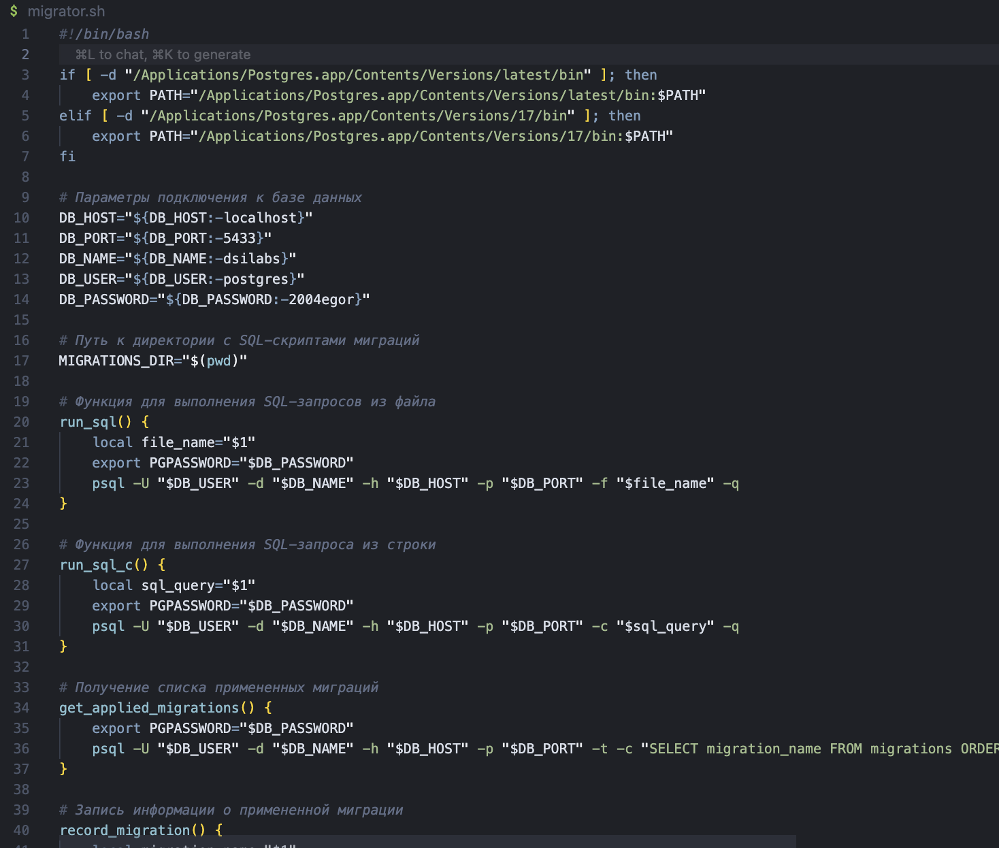 $ migrator.sh
1 #!/bin/bash
2 ⌘L to chat, ⌘K to generate
3 if [ -d "/Applications/Postgres.app/Contents/Versions/latest/bin" ]; then
4     export PATH="/Applications/Postgres.app/Contents/Versions/latest/bin:$PATH"
5 elif [ -d "/Applications/Postgres.app/Contents/Versions/17/bin" ]; then
6     export PATH="/Applications/Postgres.app/Contents/Versions/17/bin:$PATH"
7 fi
8
9 # Параметры подключения к базе данных
10 DB_HOST="${DB_HOST:-localhost}"
11 DB_PORT="${DB_PORT:-5433}"
12 DB_NAME="${DB_NAME:-dsilabs}"
13 DB_USER="${DB_USER:-postgres}"
14 DB_PASSWORD="${DB_PASSWORD:-2004egor}"
15
16 # Путь к директории с SQL-скриптами миграций
17 MIGRATIONS_DIR="$(pwd)"
18
19 # Функция для выполнения SQL-запросов из файла
20 run_sql() {
21     local file_name="$1"
22     export PGPASSWORD="$DB_PASSWORD"
23     psql -U "$DB_USER" -d "$DB_NAME" -h "$DB_HOST" -p "$DB_PORT" -f "$file_name" -q
24 }
25
26 # Функция для выполнения SQL-запроса из строки
27 run_sql_c() {
28     local sql_query="$1"
29     export PGPASSWORD="$DB_PASSWORD"
30     psql -U "$DB_USER" -d "$DB_NAME" -h "$DB_HOST" -p "$DB_PORT" -c "$sql_query" -q
31 }
32
33 # Получение списка примененных миграций
34 get_applied_migrations() {
35     export PGPASSWORD="$DB_PASSWORD"
36     psql -U "$DB_USER" -d "$DB_NAME" -h "$DB_HOST" -p "$DB_PORT" -t -c "SELECT migration_name FROM migrations ORDER
37 }
38
39 # Запись информации о примененной миграции
40 record_migration() {
41     local migration_name="$1"